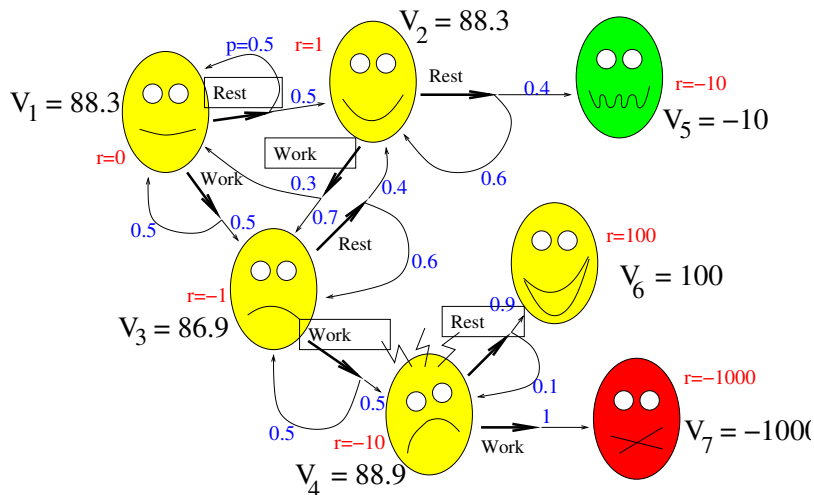 V2 = 88.3
p=0.5
r=1
Rest
Rest
0.5
0.4
r=-10
V1 = 88.3
V5 = -10
r=0
Work
Work
0.3
0.4
0.6
0.5
0.5
0.7
Rest
r=100
0.6
V6 = 100
r=-1
0.9
V3 = 86.9
Work
Rest
r=-1000
0.1
0.5
0.5
1
r=-10
Work
V7 = -1000
V4 = 88.9